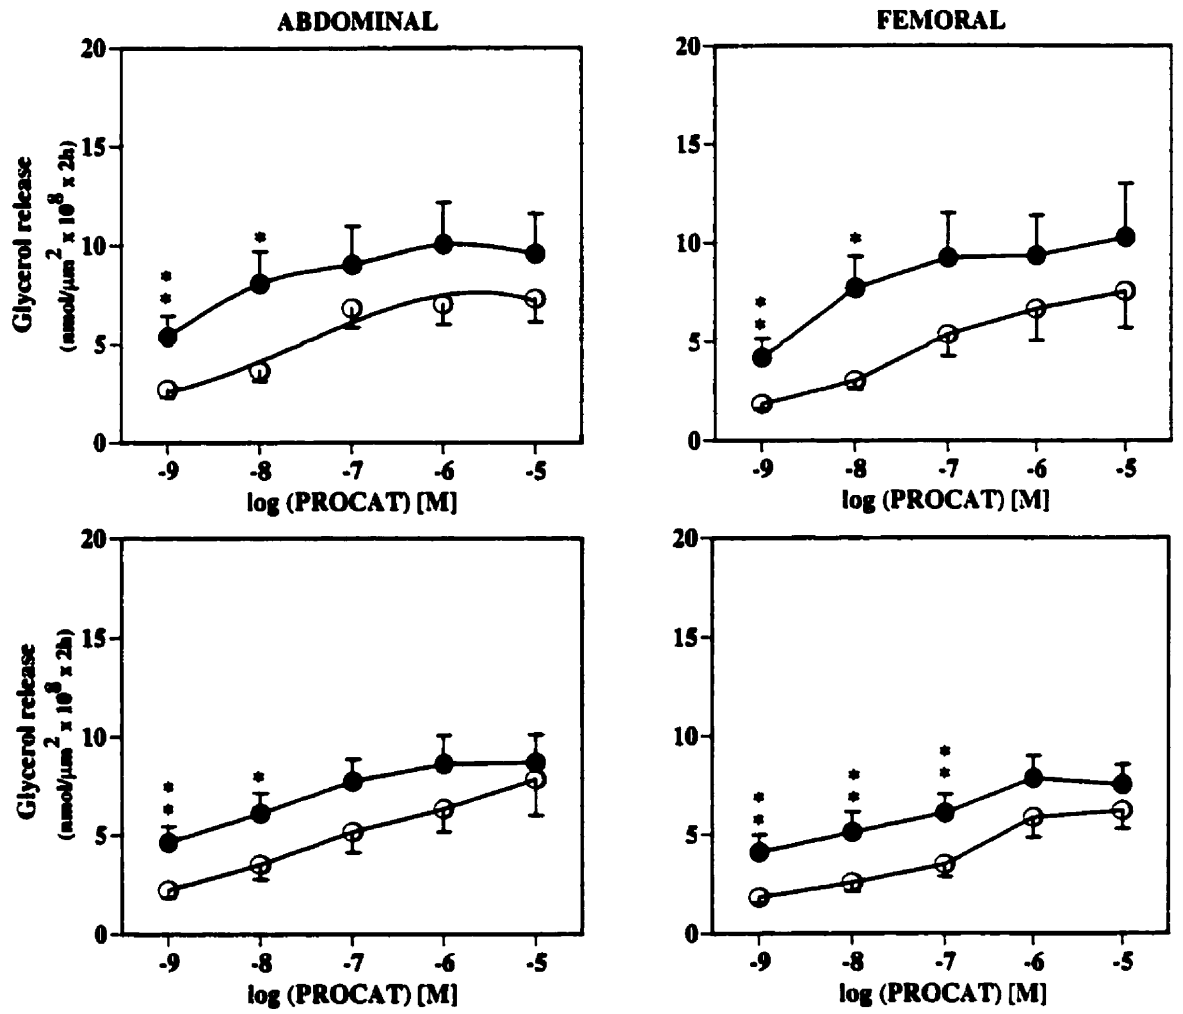 ABDOMINAL
FEMORAL
Glycerol release
(nmol/μm² x 10⁸ x 2h)
20
15
10
5
0
* *
*
-9 -8 -7 -6 -5
log (PROCAT) [M]
20
15
10
5
0
* *
*
-9 -8 -7 -6 -5
log (PROCAT) [M]
Glycerol release
(nmol/μm² x 10⁸ x 2h)
20
15
10
5
0
* *
*
-9 -8 -7 -6 -5
log (PROCAT) [M]
20
15
10
5
0
* *
* *
* *
-9 -8 -7 -6 -5
log (PROCAT) [M]